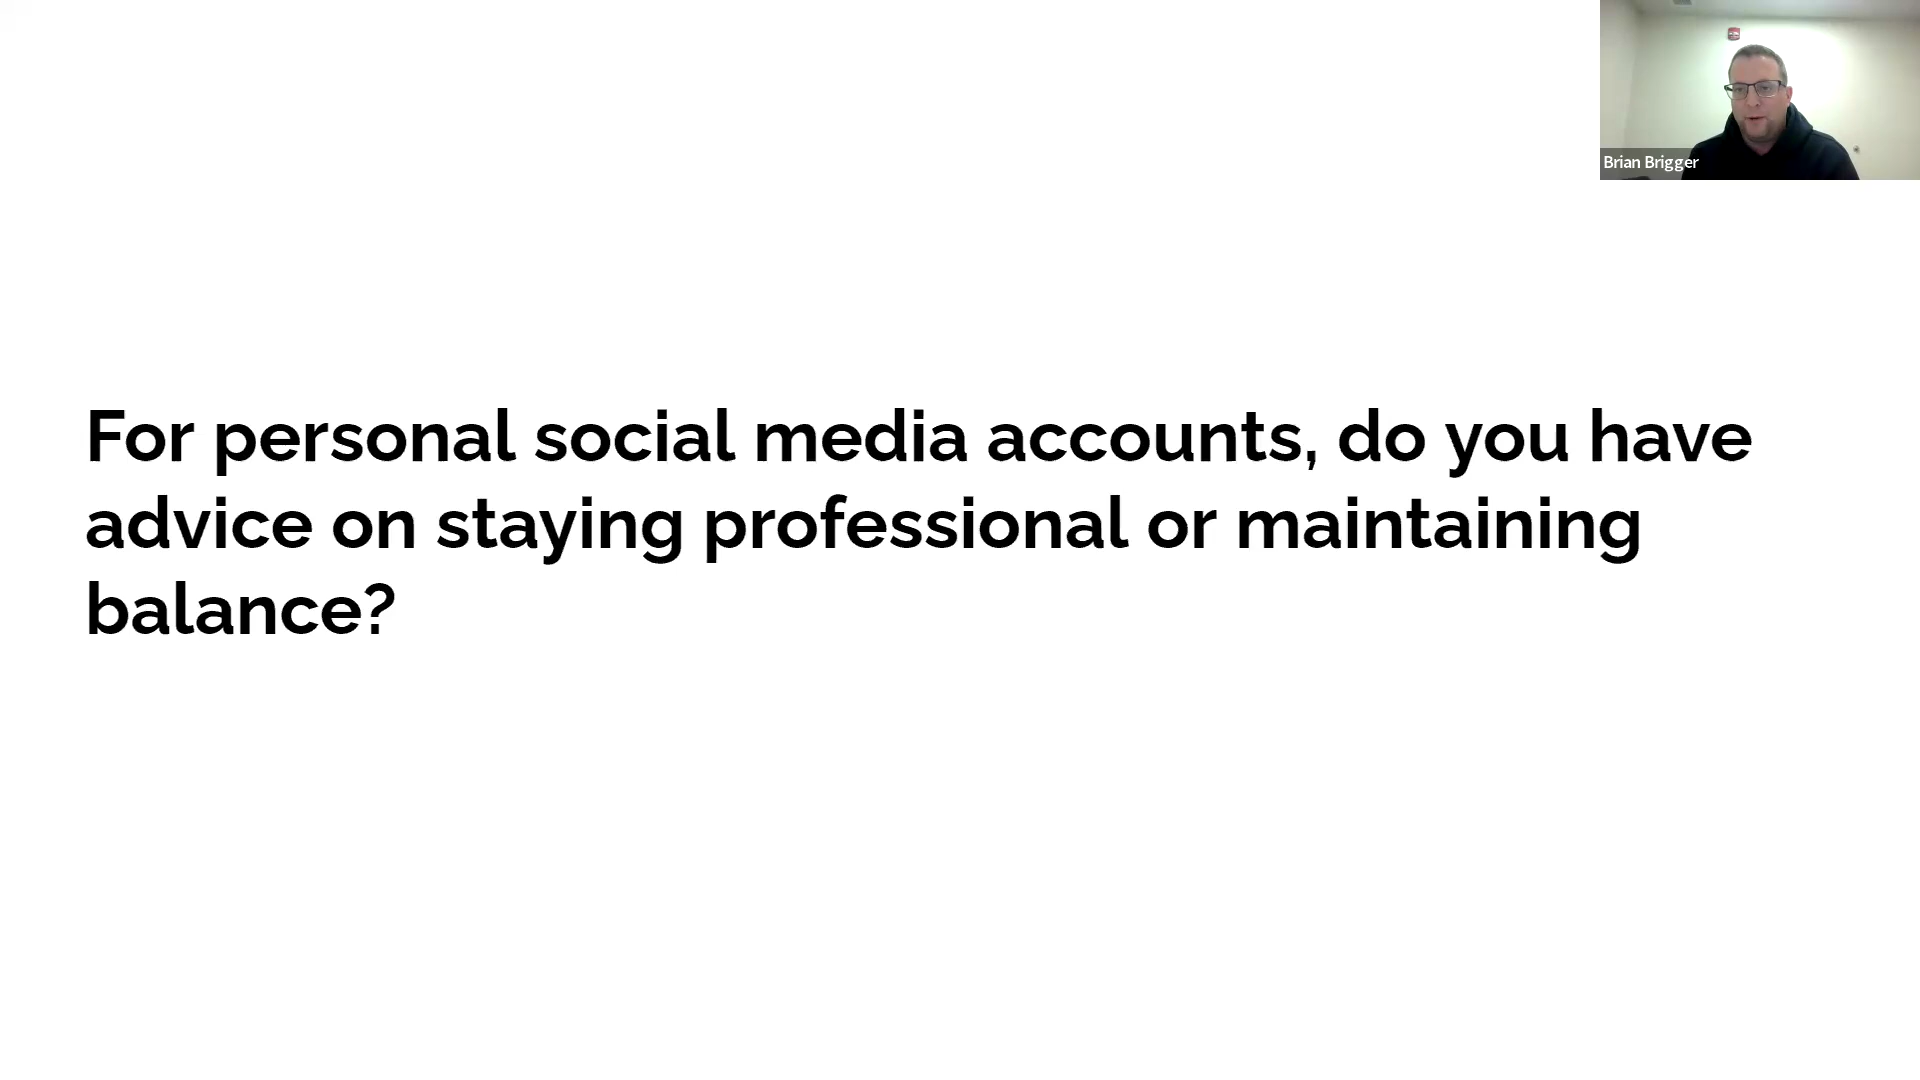 Brian Brigger
For personal social media accounts, do you have
advice on staying professional or maintaining
balance?